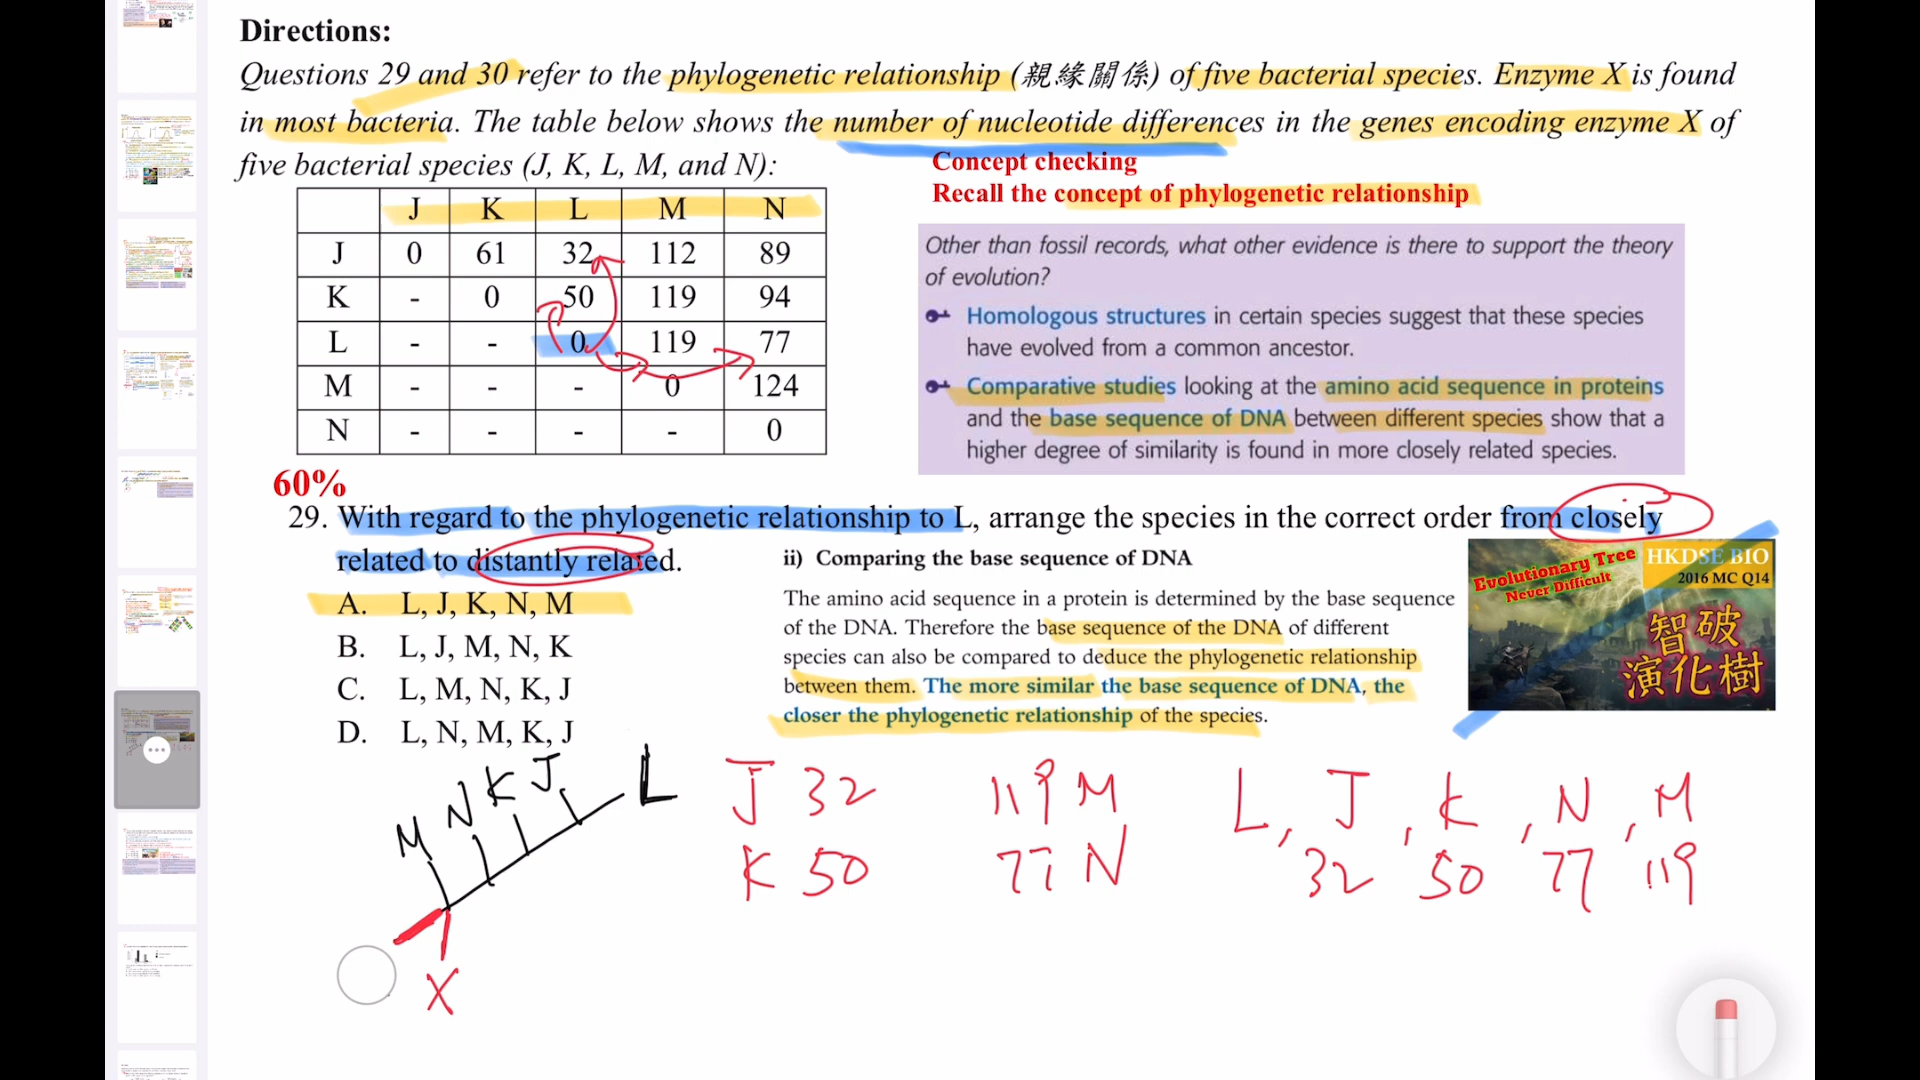 Directions:
Questions 29 and 30 refer to the phylogenetic relationship (親緣關係) of five bacterial species. Enzyme X is found
in most bacteria. The table below shows the number of nucleotide differences in the genes encoding enzyme X of
five bacterial species (J, K, L, M, and N):
Concept checking
Recall the concept of phylogenetic relationship
J K L M N
J 0 61 32 112 89
K - 0 50 119 94
L - - 0 119 77
M - - - 0 124
N - - - - 0
Other than fossil records, what other evidence is there to support the theory
of evolution?
Homologous structures in certain species suggest that these species
have evolved from a common ancestor.
Comparative studies looking at the amino acid sequence in proteins
and the base sequence of DNA between different species show that a
higher degree of similarity is found in more closely related species.
60%
29. With regard to the phylogenetic relationship to L, arrange the species in the correct order from closely
related to distantly related.
A. L, J, K, N, M
B. L, J, M, N, K
C. L, M, N, K, J
D. L, N, M, K, J
ii) Comparing the base sequence of DNA
The amino acid sequence in a protein is determined by the base sequence
of the DNA. Therefore the base sequence of the DNA of different
species can also be compared to deduce the phylogenetic relationship
between them. The more similar the base sequence of DNA, the
closer the phylogenetic relationship of the species.
Evolutionary Tree
Never Difficult
HKDSE BIO
2016 MC Q14
智破
演化樹
M N K J L
X
J 32 119 M
K 50 77 N
L, J, K, N, M
32 50 77 119